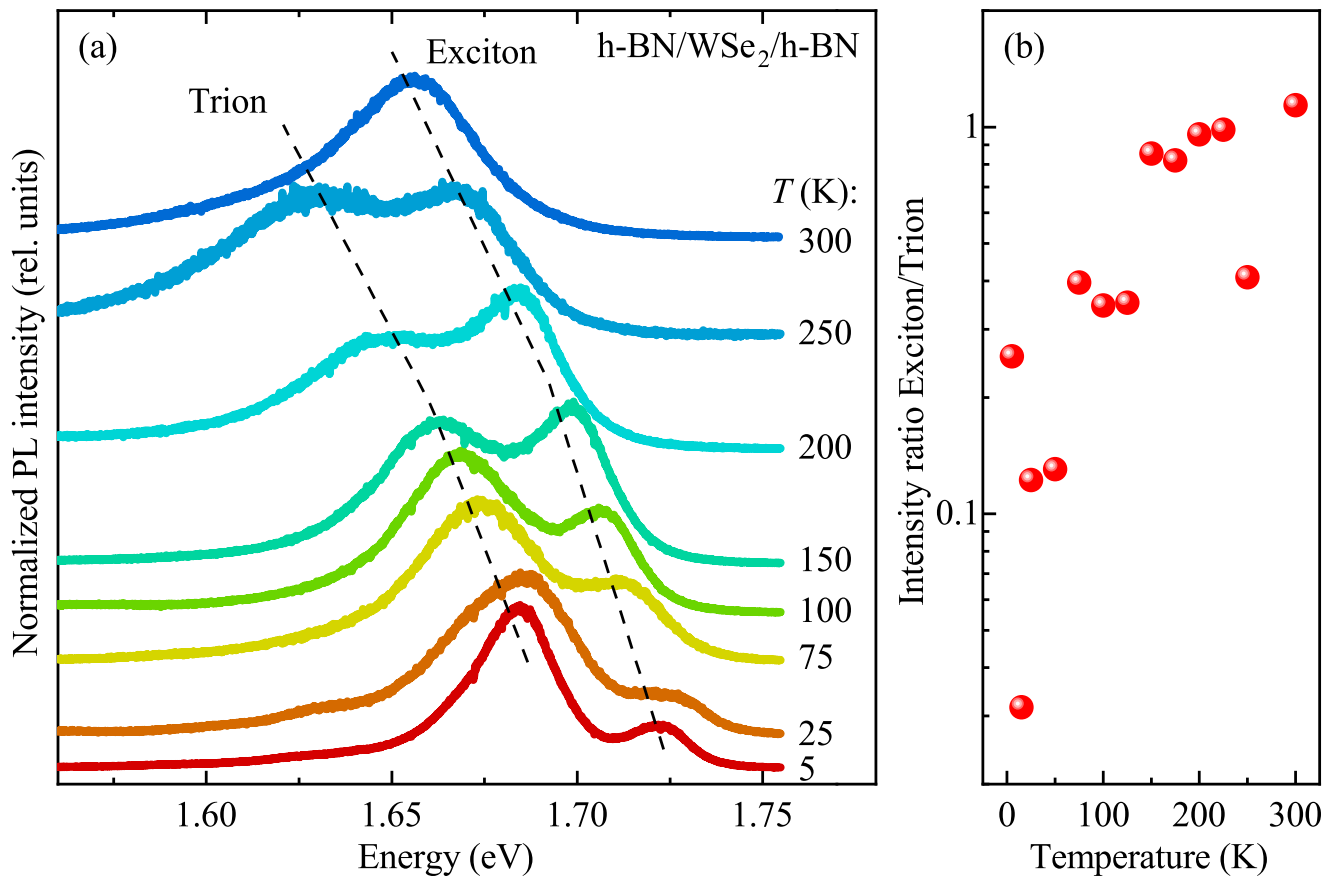 (a)
h-BN/WSe₂/h-BN
Exciton
Trion
T (K):
300
250
200
150
100
75
25
5
Normalized PL intensity (rel. units)
1.60 1.65 1.70 1.75
Energy (eV)
(b)
1
0.1
Intensity ratio Exciton/Trion
0 100 200 300
Temperature (K)